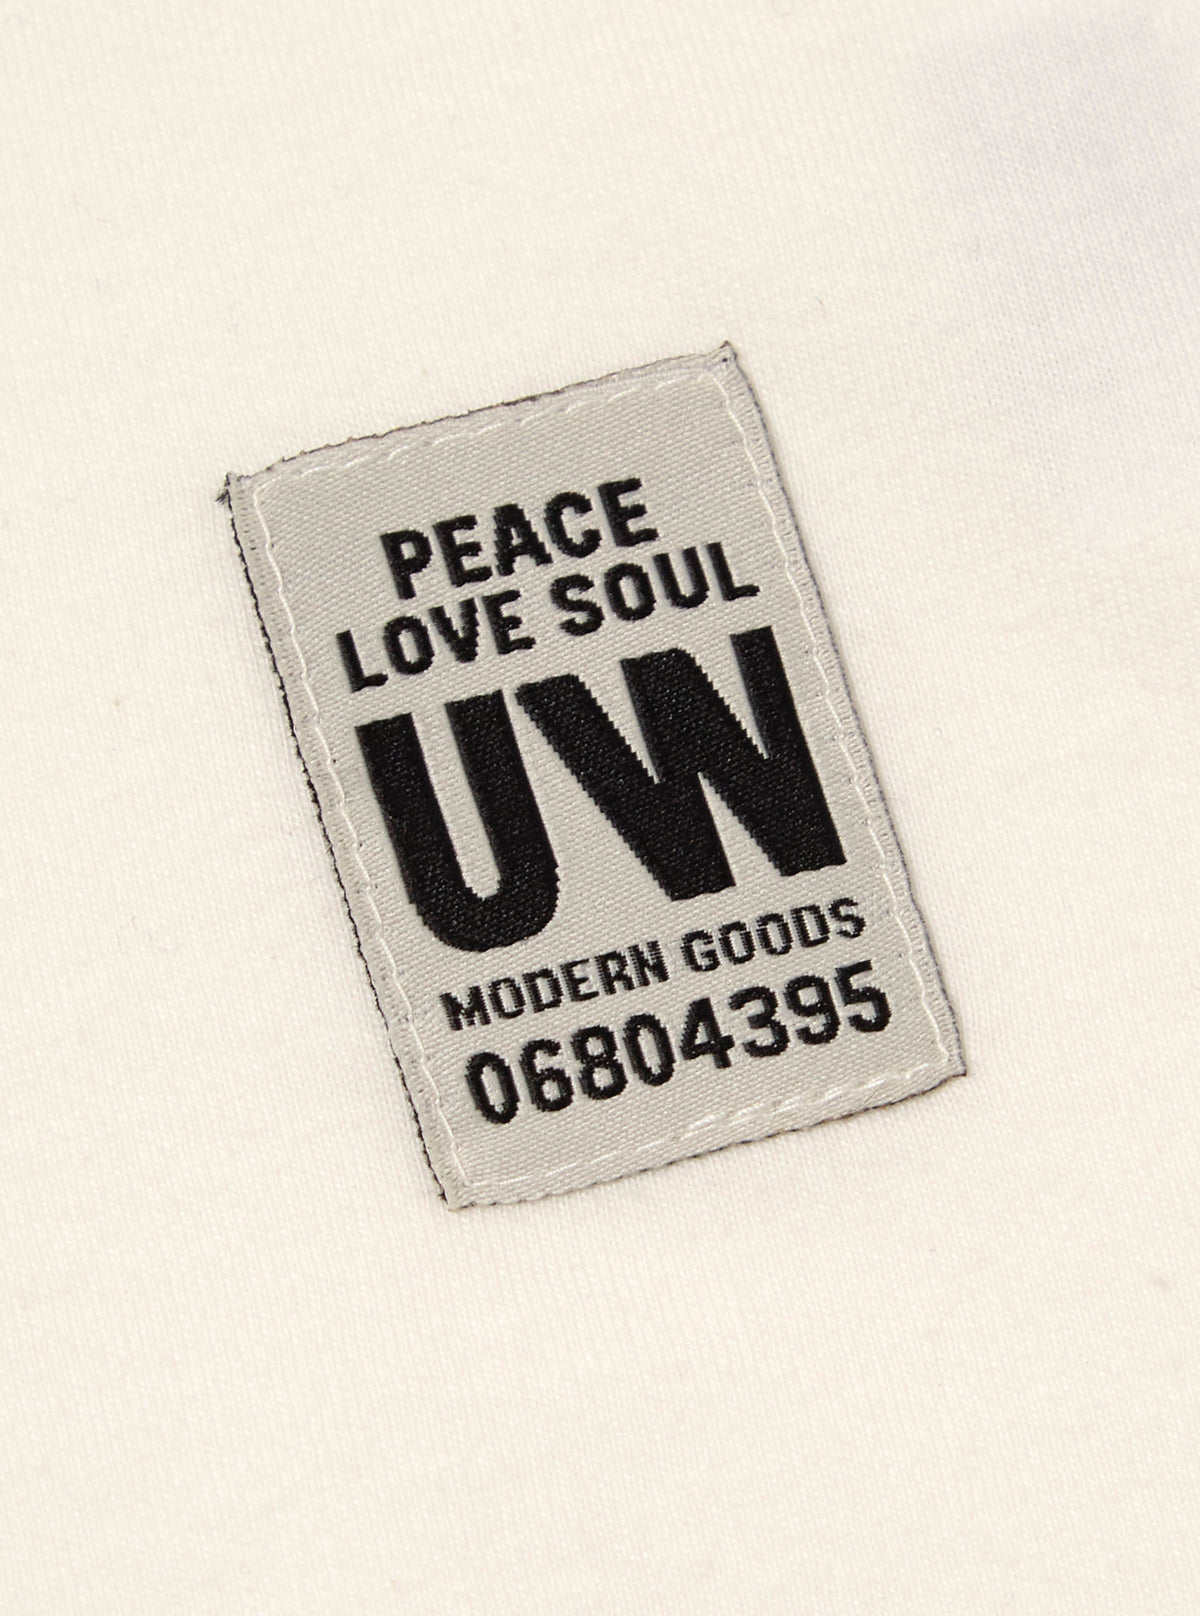 PEACE
LOVE SOUL
UW
MODERN GOODS
06804395